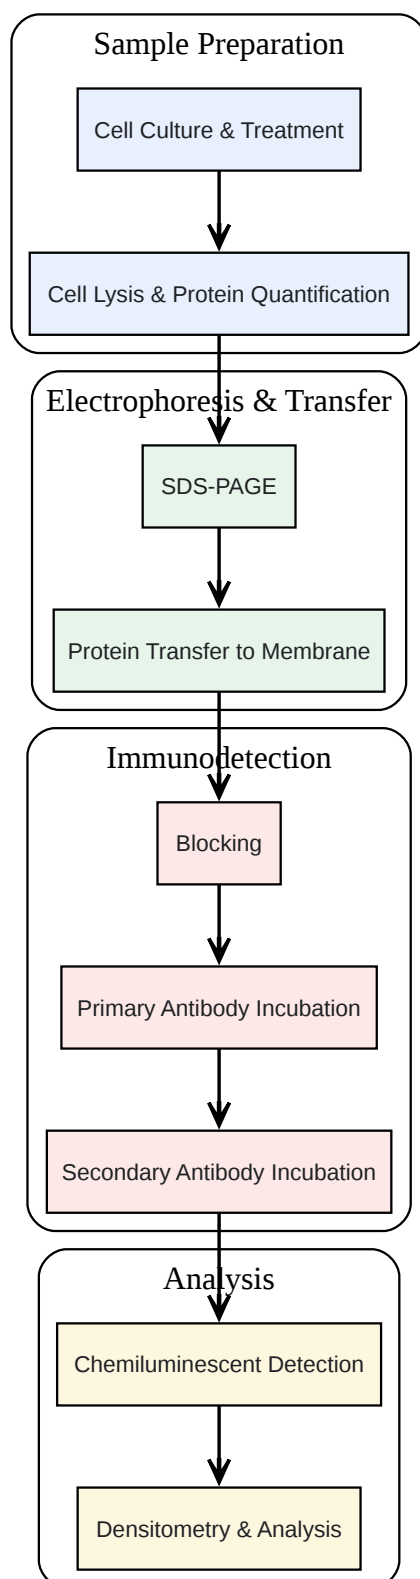 Sample Preparation
Cell Culture & Treatment
Cell Lysis & Protein Quantification
Electrophoresis & Transfer
SDS-PAGE
Protein Transfer to Membrane
Immunodetection
Blocking
Primary Antibody Incubation
Secondary Antibody Incubation
Analysis
Chemiluminescent Detection
Densitometry & Analysis